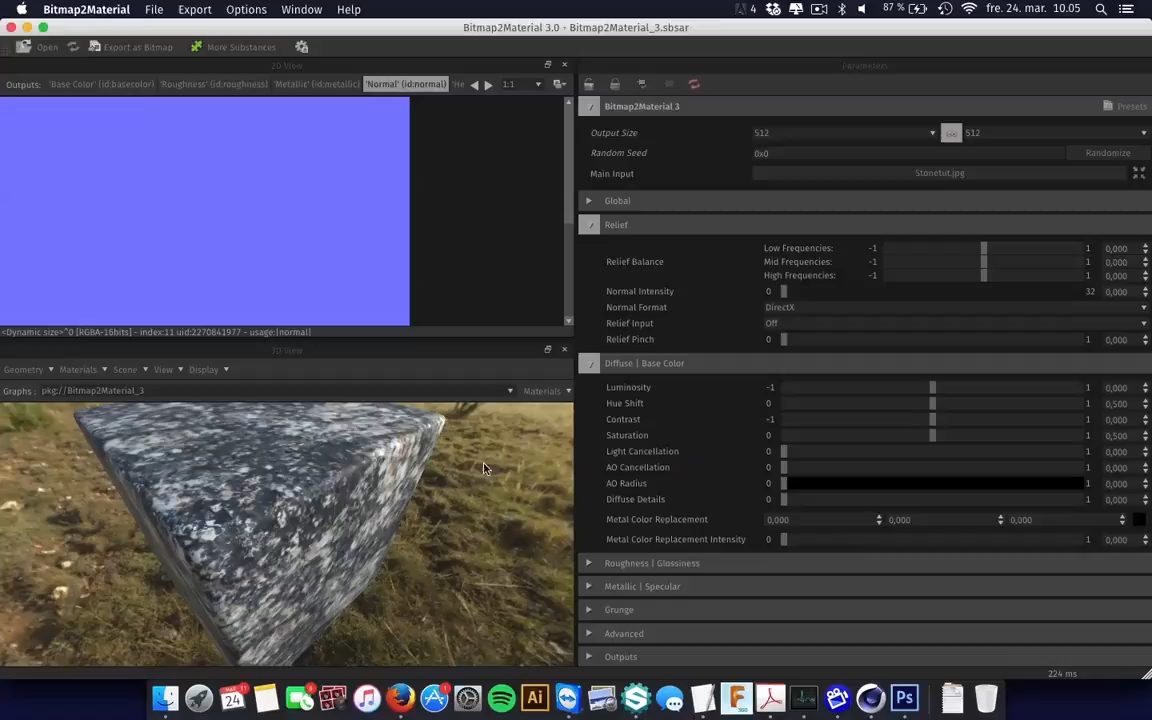 Bitmap2Material File Export Options Window Help 4 87 % fre. 24. mar. 10.05
Bitmap2Material 3.0 - Bitmap2Material_3.sbsar
Open Export as Bitmap More Substances
2D View
Parameters
Outputs: 'Base Color' (id:basecolor) 'Roughness' (id:roughness) 'Metallic' (id:metallic) 'Normal' (id:normal) 'He 1:1
Bitmap2Material 3 Presets
Output Size 512 512
Random Seed 0x0 Randomize
Main Input Stonetut.jpg
Global
Relief
Relief Balance
Low Frequencies: -1 1 0,000
Mid Frequencies: -1 1 0,000
High Frequencies: -1 1 0,000
Normal Intensity 0 32 0,000
Normal Format DirectX
Relief Input Off
Relief Pinch 0 1 0,000
<Dynamic size>^0 [RGBA-16bits] - index:11 uid:2270841977 - usage:[normal]
3D View
Geometry Materials Scene View Display
Graphs : pkg://Bitmap2Material_3 Materials
Diffuse | Base Color
Luminosity -1 1 0,000
Hue Shift 0 1 0,500
Contrast -1 1 0,000
Saturation 0 1 0,500
Light Cancellation 0 1 0,000
AO Cancellation 0 1 0,000
AO Radius 0 1 0,000
Diffuse Details 0 1 0,000
Metal Color Replacement 0,000 0,000 0,000
Metal Color Replacement Intensity 0 1 0,000
Roughness | Glossiness
Metallic | Specular
Grunge
Advanced
Outputs
224 ms
24 Ai F 360 Ps